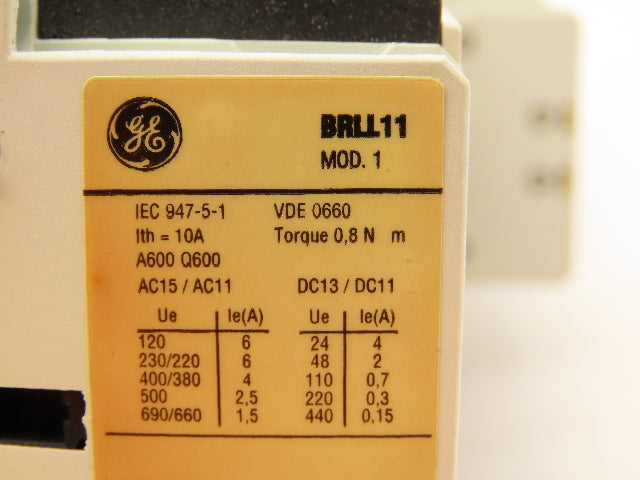 GE
BRLL11
MOD. 1
IEC 947-5-1 VDE 0660
Ith = 10A Torque 0,8 N m
A600 Q600
AC15 / AC11 DC13 / DC11
Ue Ie(A) Ue Ie(A)
120 6 24 4
230/220 6 48 2
400/380 4 110 0,7
500 2,5 220 0,3
690/660 1,5 440 0,15